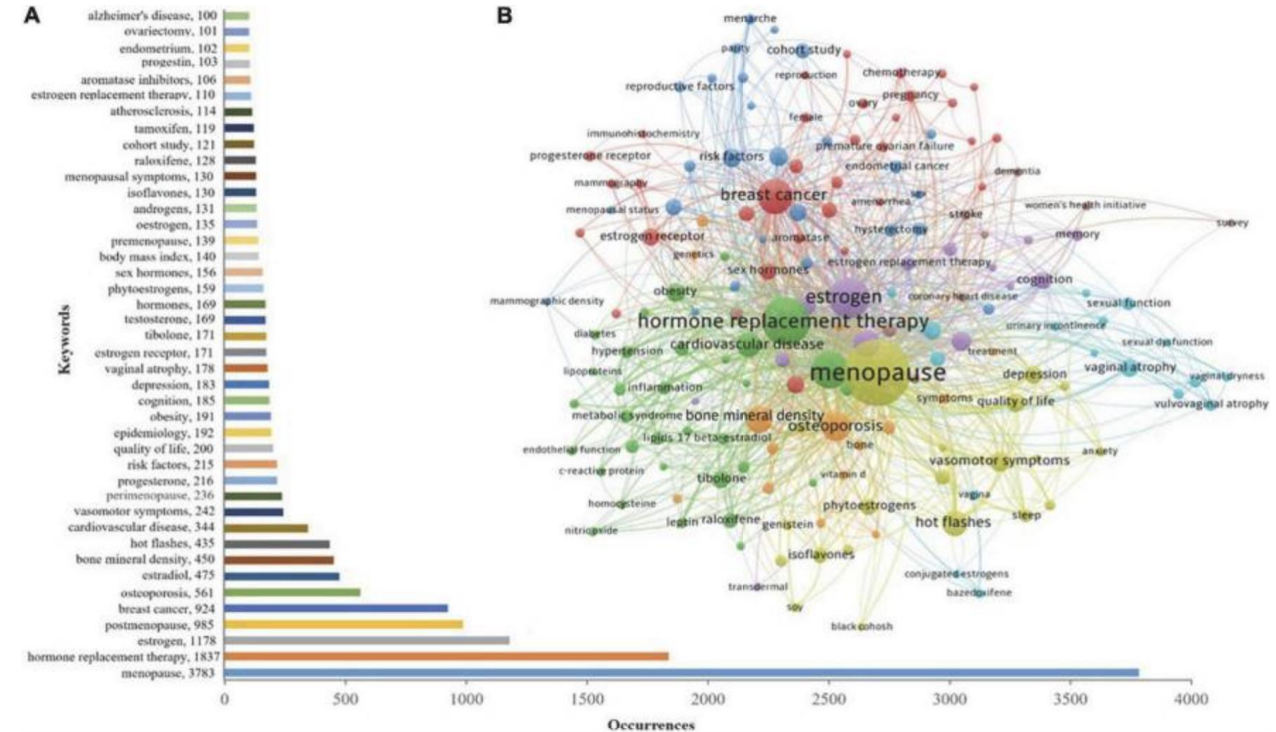 A
alzheimer's disease, 100
ovariectomy, 101
endometrium, 102
progestin, 103
aromatase inhibitors, 106
estrogen replacement therapy, 110
atherosclerosis, 114
tamoxifen, 119
cohort study, 121
raloxifene, 128
menopausal symptoms, 130
isoflavones, 130
androgens, 131
oestrogen, 135
premenopause, 139
body mass index, 140
sex hormones, 156
phytoestrogens, 159
hormones, 169
testosterone, 169
tibolone, 171
estrogen receptor, 171
vaginal atrophy, 178
depression, 183
cognition, 185
obesity, 191
epidemiology, 192
quality of life, 200
risk factors, 215
progesterone, 216
perimenopause, 236
vasomotor symptoms, 242
cardiovascular disease, 344
hot flashes, 435
bone mineral density, 450
estradiol, 475
osteoporosis, 561
breast cancer, 924
postmenopause, 985
estrogen, 1178
hormone replacement therapy, 1837
menopause, 3783
Keywords
0 500 1000 1500 2000 2500 3000 3500 4000
Occurrences
B
menarche
parity
cohort study
reproduction
chemotherapy
reproductive factors
pregnancy
ovary
female
immunohistochemistry
premature ovarian failure
progesterone receptor
risk factors
endometrial cancer
dementia
mammography
breast cancer
sex
amenorrhea
women's health initiative
menopausal status
stroke
survey
estrogen receptor
aromatase
hysterectomy
memory
genetics
sex hormones
estrogen replacement therapy
cognition
obesity
mammographic density
estrogen
coronary heart disease
sexual function
hormone replacement therapy
urinary incontinence
diabetes
cardiovascular disease
sexual dysfunction
hypertension
treatment
lipoproteins
menopause
depression
vaginal atrophy
vaginal dryness
inflammation
symptoms
quality of life
vulvovaginal atrophy
metabolic syndrome
bone mineral density
osteoporosis
lipids
17 beta-estradiol
endothelial function
bone
anxiety
c-reactive protein
vasomotor symptoms
tibolone
vitamin d
vagina
homocysteine
phytoestrogens
sleep
nitric oxide
leptin
raloxifene
genistein
hot flashes
isoflavones
conjugated estrogens
transdermal
bazedoxifene
soy
black cohosh